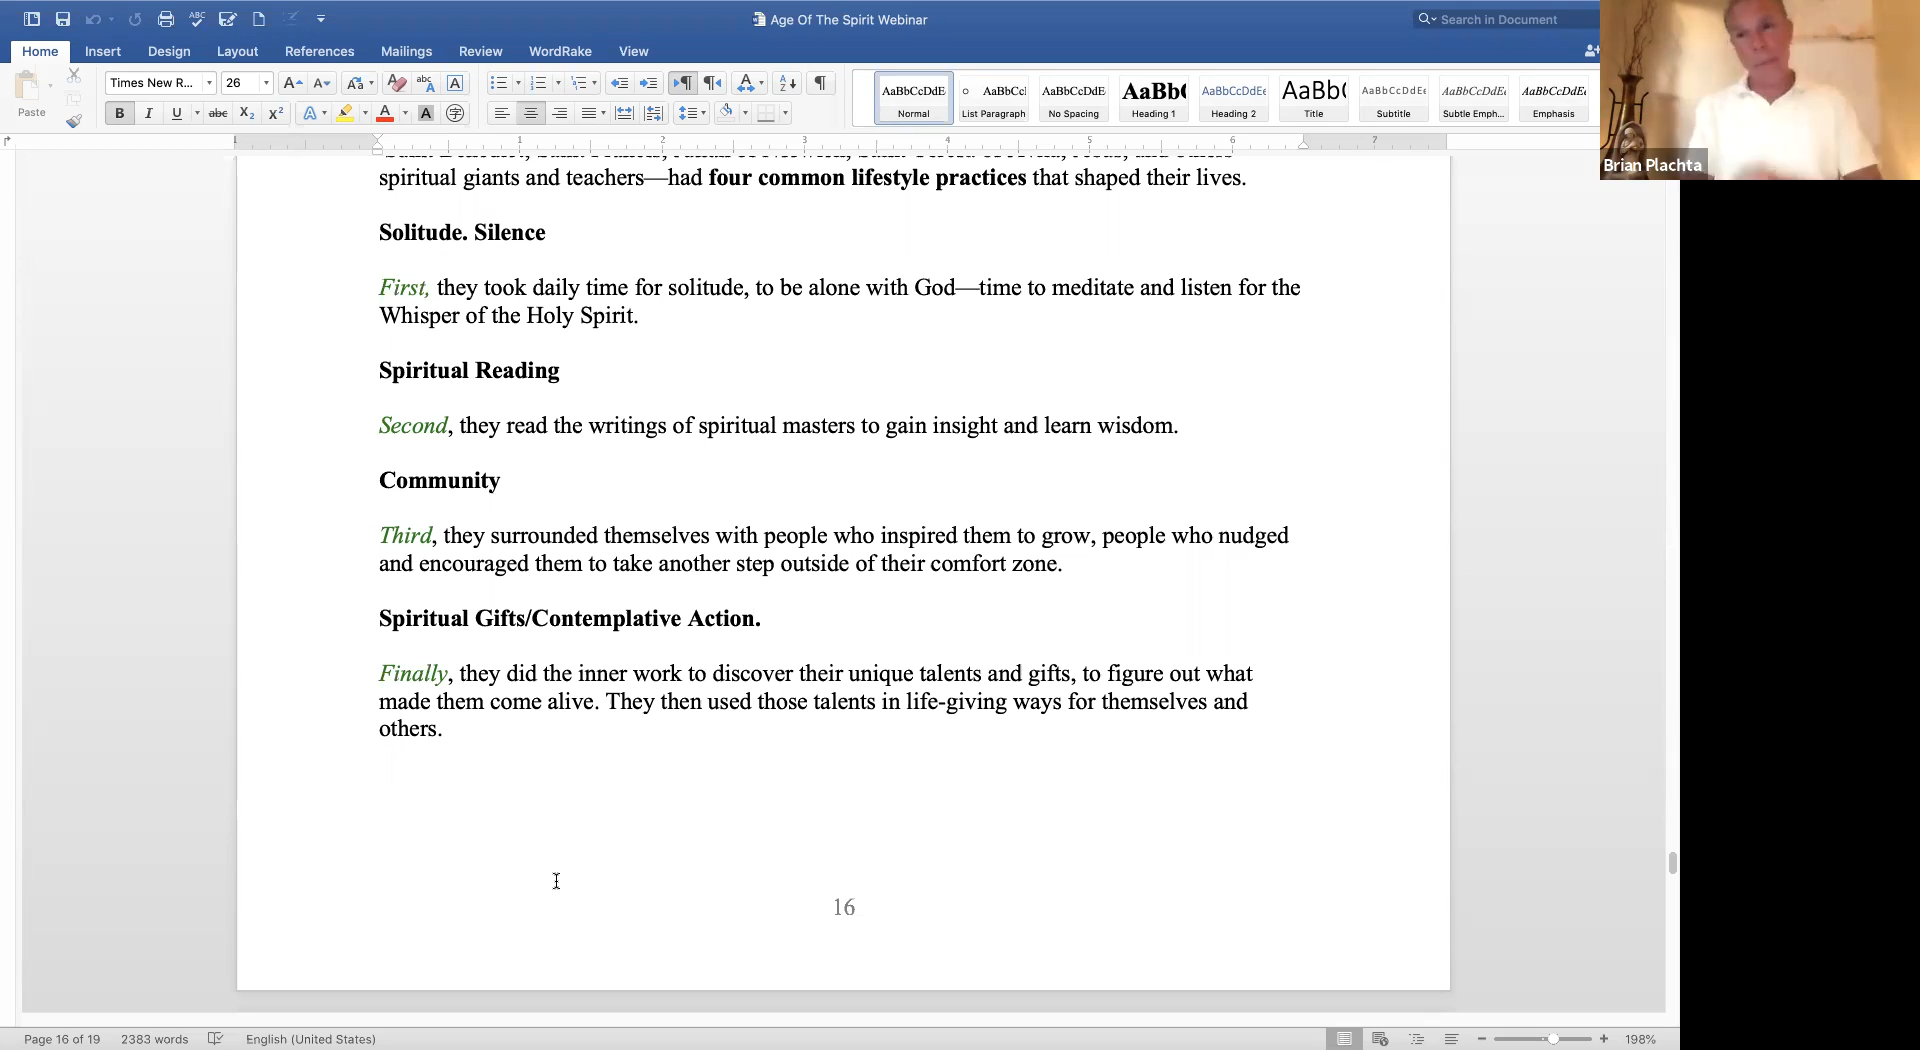 Age Of The Spirit Webinar
Search in Document
Home Insert Design Layout References Mailings Review WordRake View
Paste
Times New R... 26
AaBbCcDdE AaBbCc AaBbCcDdE AaBb( AaBbCcDdEe AaBb( AaBbCcDdEe AaBbCcDdEe AaBbCcDdEe
Normal List Paragraph No Spacing Heading 1 Heading 2 Title Subtitle Subtle Emph... Emphasis
Brian Plachta
1 1 2 3 4 5 6 7
spiritual giants and teachers—had four common lifestyle practices that shaped their lives.
Solitude. Silence
First, they took daily time for solitude, to be alone with God—time to meditate and listen for the
Whisper of the Holy Spirit.
Spiritual Reading
Second, they read the writings of spiritual masters to gain insight and learn wisdom.
Community
Third, they surrounded themselves with people who inspired them to grow, people who nudged
and encouraged them to take another step outside of their comfort zone.
Spiritual Gifts/Contemplative Action.
Finally, they did the inner work to discover their unique talents and gifts, to figure out what
made them come alive. They then used those talents in life-giving ways for themselves and
others.
16
Page 16 of 19 2383 words English (United States) 198%